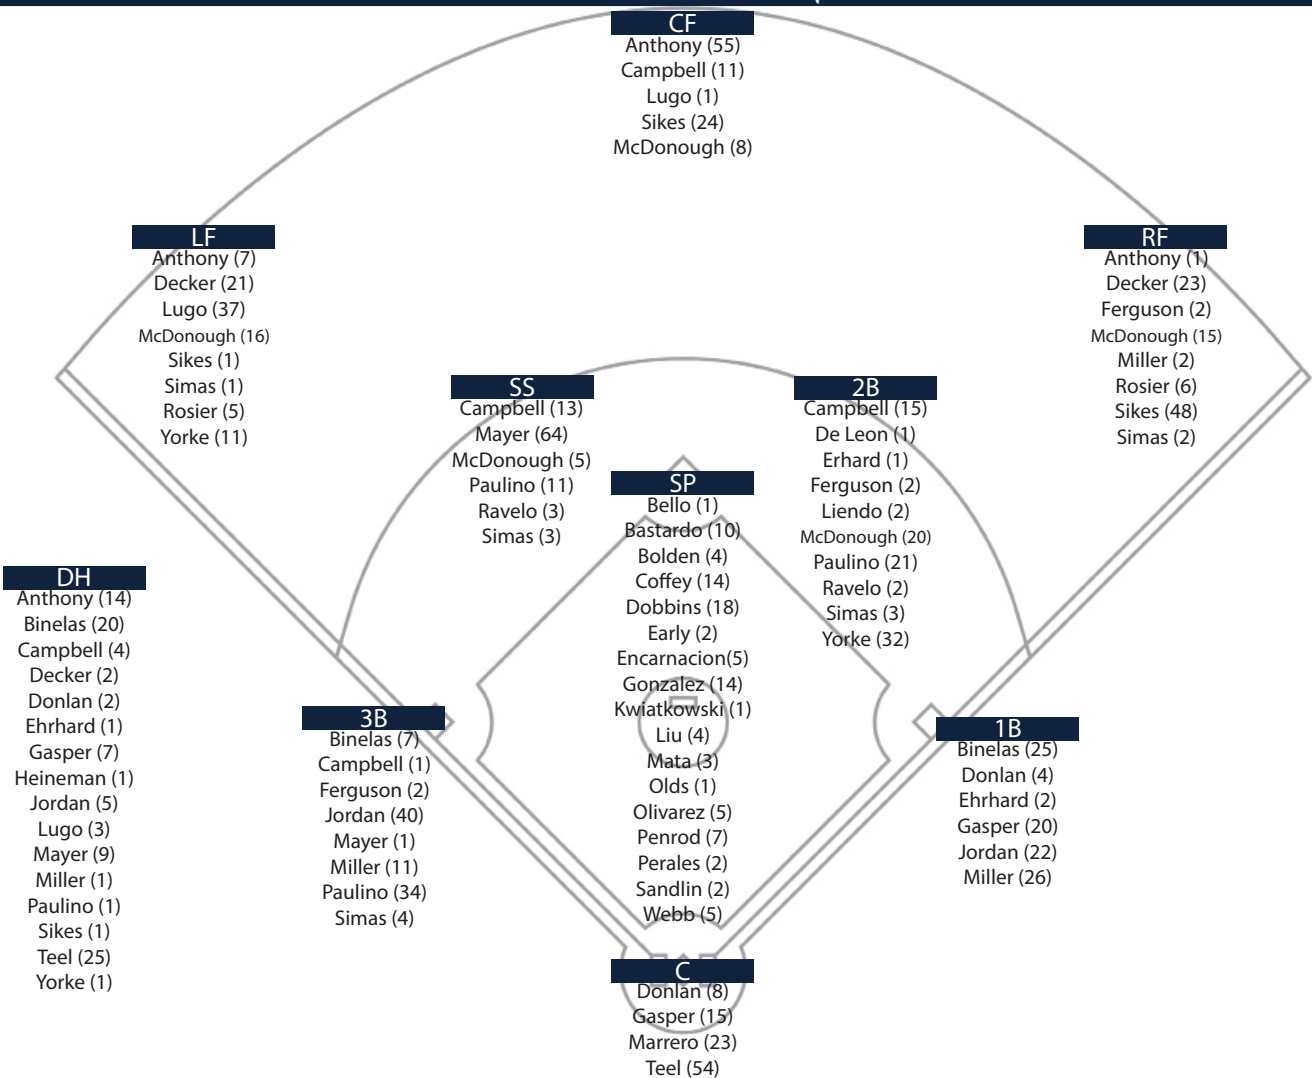 CF
Anthony (55)
Campbell (11)
Lugo (1)
Sikes (24)
McDonough (8)
LF
Anthony (7)
Decker (21)
Lugo (37)
McDonough (16)
Sikes (1)
Simas (1)
Rosier (5)
Yorke (11)
RF
Anthony (1)
Decker (23)
Ferguson (2)
McDonough (15)
Miller (2)
Rosier (6)
Sikes (48)
Simas (2)
SS
Campbell (13)
Mayer (64)
McDonough (5)
Paulino (11)
Ravelo (3)
Simas (3)
2B
Campbell (15)
De Leon (1)
Erhard (1)
Ferguson (2)
Liendo (2)
McDonough (20)
Paulino (21)
Ravelo (2)
Simas (3)
Yorke (32)
SP
Bello (1)
Bastardo (10)
Bolden (4)
Coffey (14)
Dobbins (18)
Early (2)
Encarnacion(5)
Gonzalez (14)
Kwiatkowski (1)
Liu (4)
Mata (3)
Olds (1)
Olivarez (5)
Penrod (7)
Perales (2)
Sandlin (2)
Webb (5)
DH
Anthony (14)
Binelas (20)
Campbell (4)
Decker (2)
Donlan (2)
Ehrhard (1)
Gasper (7)
Heineman (1)
Jordan (5)
Lugo (3)
Mayer (9)
Miller (1)
Paulino (1)
Sikes (1)
Teel (25)
Yorke (1)
3B
Binelas (7)
Campbell (1)
Ferguson (2)
Jordan (40)
Mayer (1)
Miller (11)
Paulino (34)
Simas (4)
1B
Binelas (25)
Donlan (4)
Ehrhard (2)
Gasper (20)
Jordan (22)
Miller (26)
C
Donlan (8)
Gasper (15)
Marrero (23)
Teel (54)